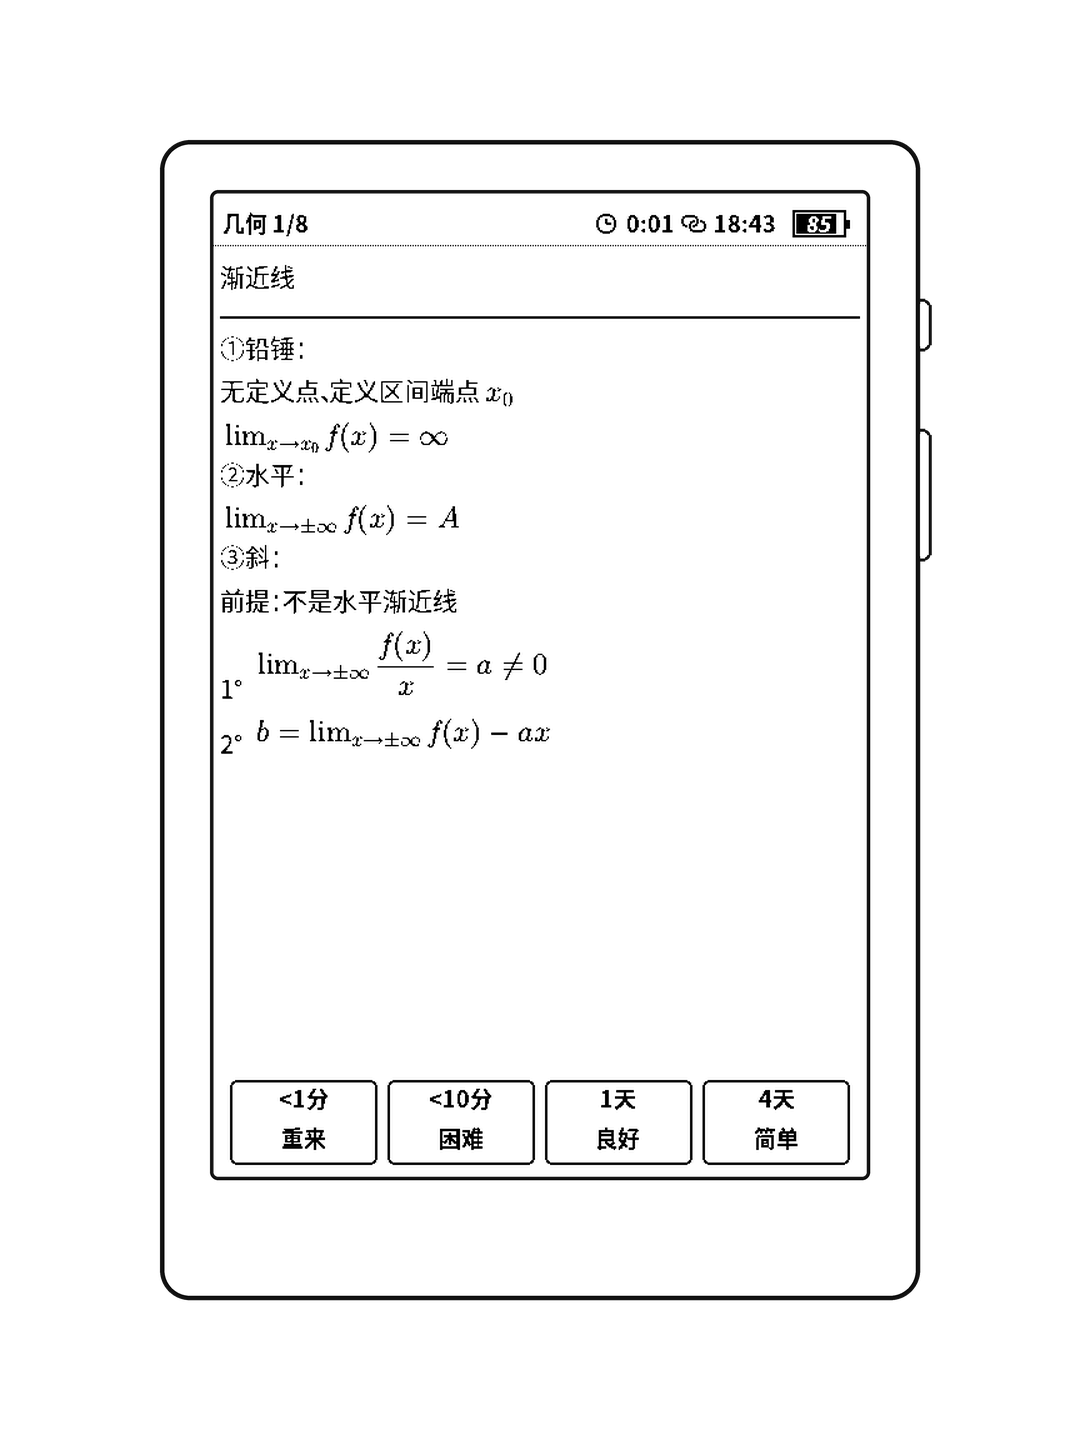 几何 1/8
0:01 18:43 85
渐近线
①铅锤：
无定义点、定义区间端点 x₀
lim_{x→x₀} f(x) = ∞
②水平：
lim_{x→±∞} f(x) = A
③斜：
前提：不是水平渐近线
1° lim_{x→±∞} f(x)/x = a ≠ 0
2° b = lim_{x→±∞} f(x) − ax
<1分 <10分 1天 4天
重来 困难 良好 简单